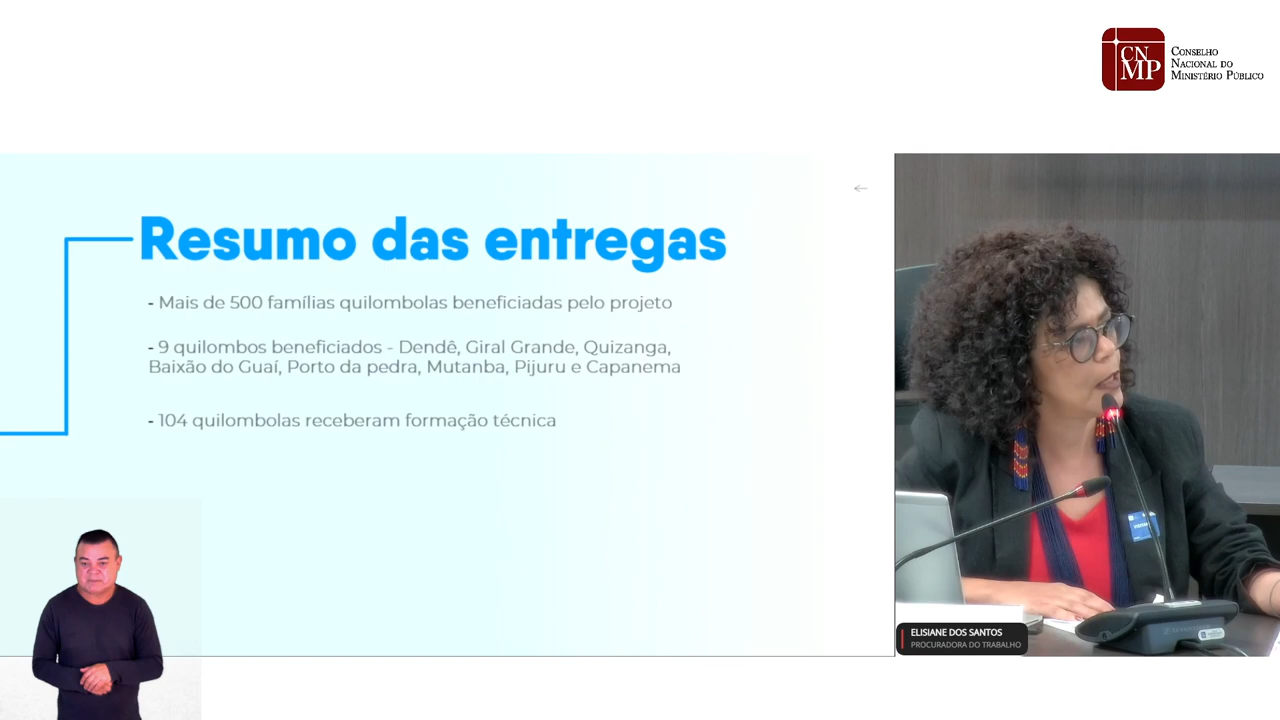 CN
MP
CONSELHO
NACIONAL DO
MINISTÉRIO PÚBLICO
Resumo das entregas
- Mais de 500 famílias quilombolas beneficiadas pelo projeto
- 9 quilombos beneficiados - Dendê, Giral Grande, Quizanga,
Baixão do Guaí, Porto da pedra, Mutanba, Pijuru e Capanema
- 104 quilombolas receberam formação técnica
ELISIANE DOS SANTOS
PROCURADORA DO TRABALHO